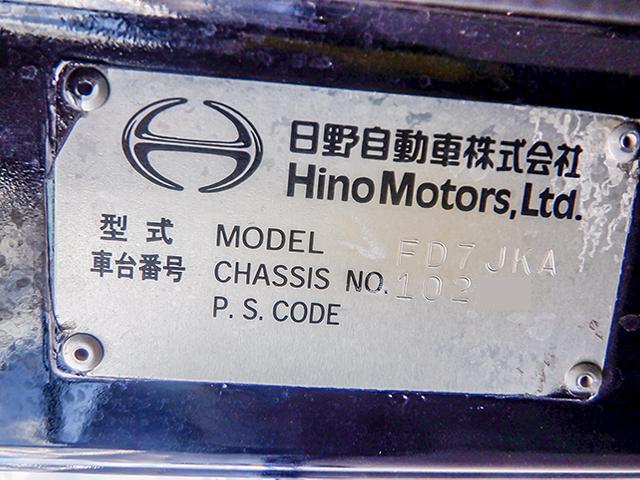 日野自動車株式会社
Hino Motors, Ltd.
型式 MODEL FD7JKA
車台番号 CHASSIS NO. 102
P. S. CODE